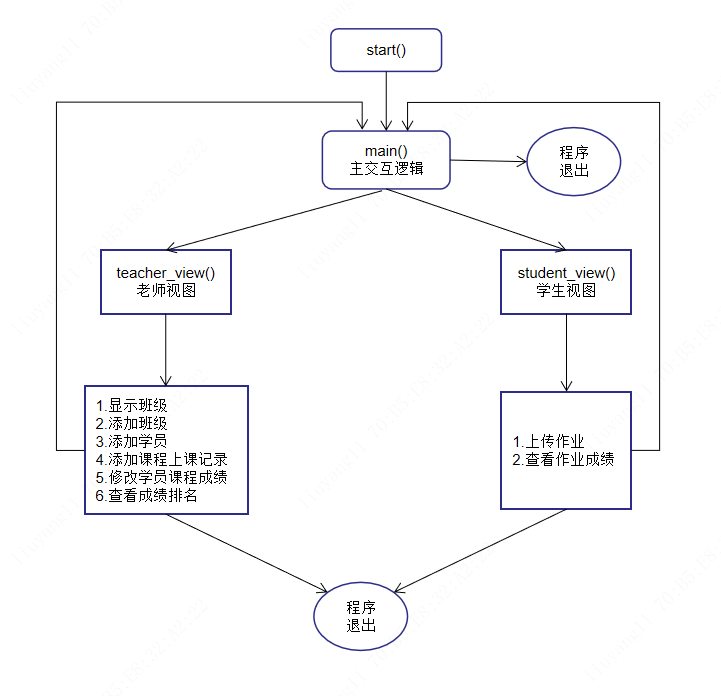 start()
main()
主交互逻辑
程序
退出
teacher_view()
老师视图
student_view()
学生视图
1.显示班级
2.添加班级
3.添加学员
4.添加课程上课记录
5.修改学员课程成绩
6.查看成绩排名
1.上传作业
2.查看作业成绩
程序
退出